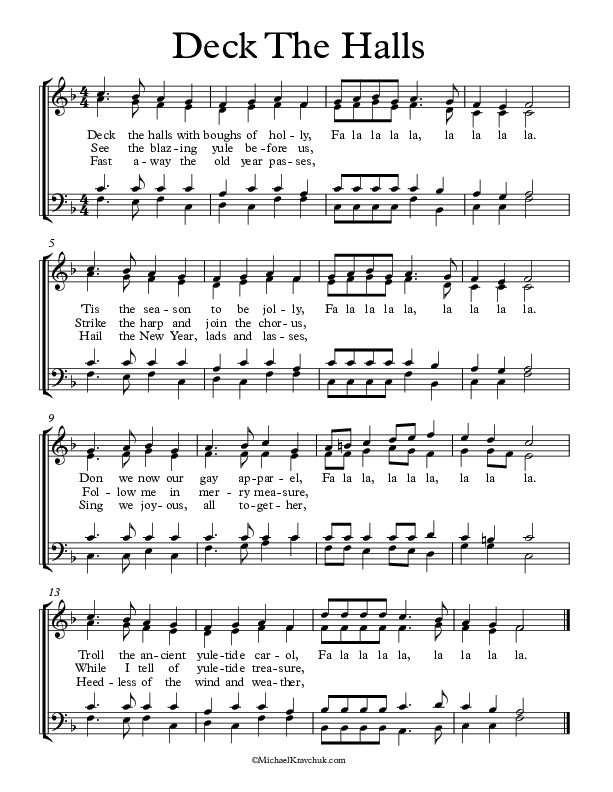 Deck The Halls
Deck the halls with boughs of hol-ly, Fa la la la la, la la la la.
See the blaz-ing yule be-fore us,
Fast a-way the old year pas-ses,
5
'Tis the sea-son to be jol-ly, Fa la la la la, la la la la.
Strike the harp and join the chor-us,
Hail the New Year, lads and las-ses,
9
Don we now our gay ap-par-el, Fa la la, la la la, la la la.
Fol-low me in mer-ry mea-sure,
Sing we joy-ous, all to-get-her,
13
Troll the an-cient yule-tide car-ol, Fa la la la la, la la la la.
While I tell of yule-tide trea-sure,
Heed-less of the wind and wea-ther,
©MichaelKravchuk.com